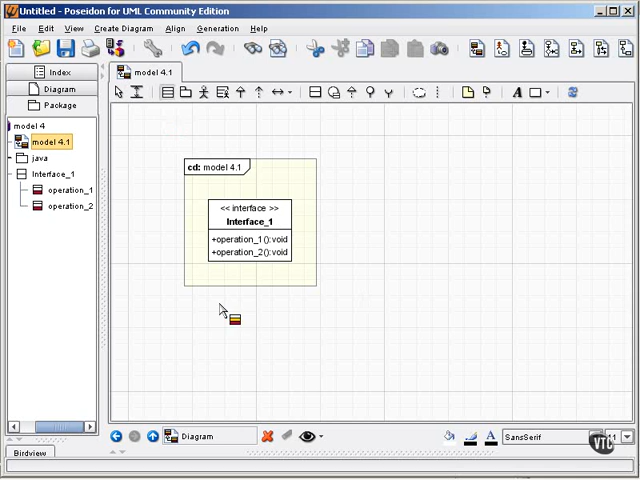 Untitled - Poseidon for UML Community Edition
File Edit View Create Diagram Align Generation Help
Index
Diagram
Package
model 4
model 4.1
java
Interface_1
operation_1
operation_2
model 4.1
cd: model 4.1
<< interface >>
Interface_1
+operation_1():void
+operation_2():void
Diagram
SansSerif
11
VTC
Birdview